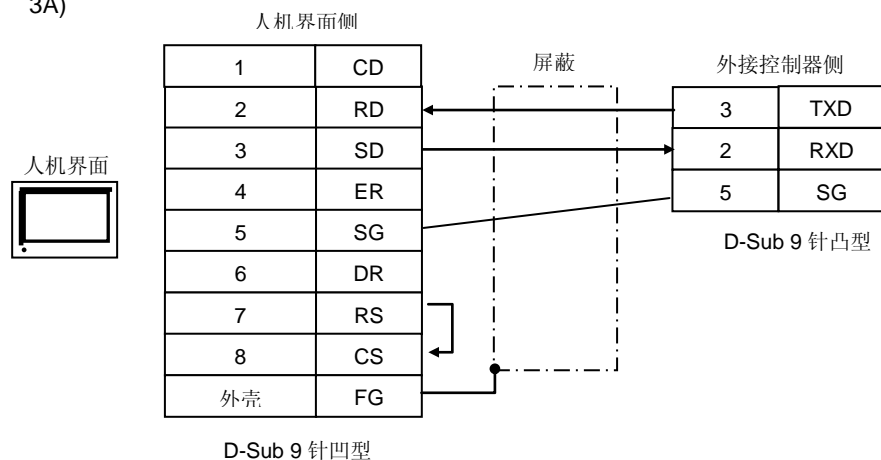 3A)
人机界面侧
屏蔽
外接控制器侧
人机界面
1 CD
2 RD
3 SD
4 ER
5 SG
6 DR
7 RS
8 CS
外壳 FG
3 TXD
2 RXD
5 SG
D-Sub 9 针凸型
D-Sub 9 针凹型